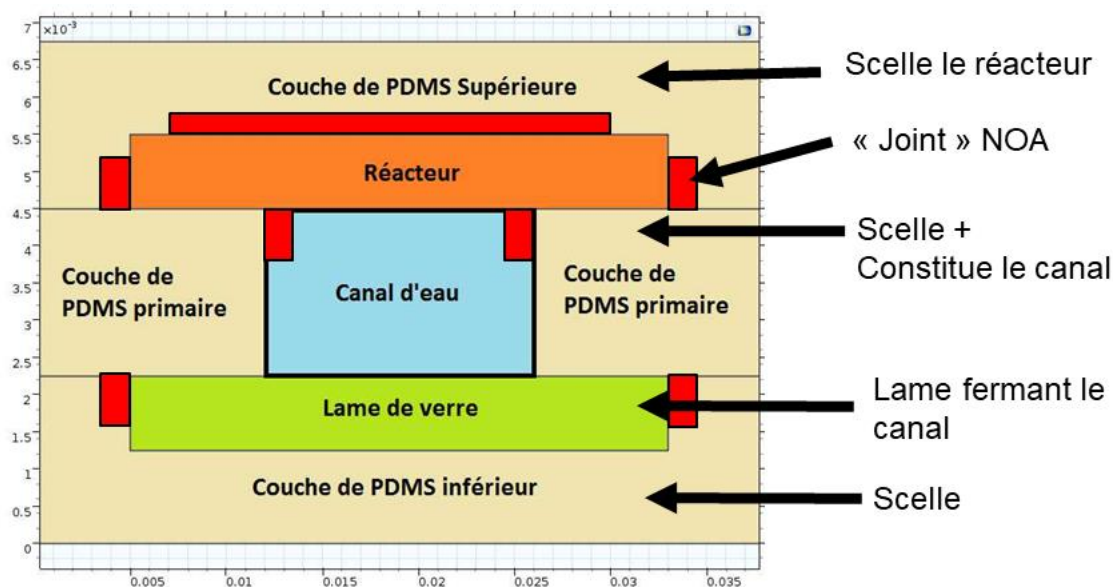 7
×10⁻³
6.5
6
5.5
5
4.5
4
3.5
3
2.5
2
1.5
1
0.5
0
Couche de PDMS Supérieure
Réacteur
Couche de
PDMS primaire
Canal d'eau
Couche de
PDMS primaire
Lame de verre
Couche de PDMS inférieur
0.005
0.01
0.015
0.02
0.025
0.03
0.035
Scelle le réacteur
« Joint » NOA
Scelle +
Constitue le canal
Lame fermant le
canal
Scelle